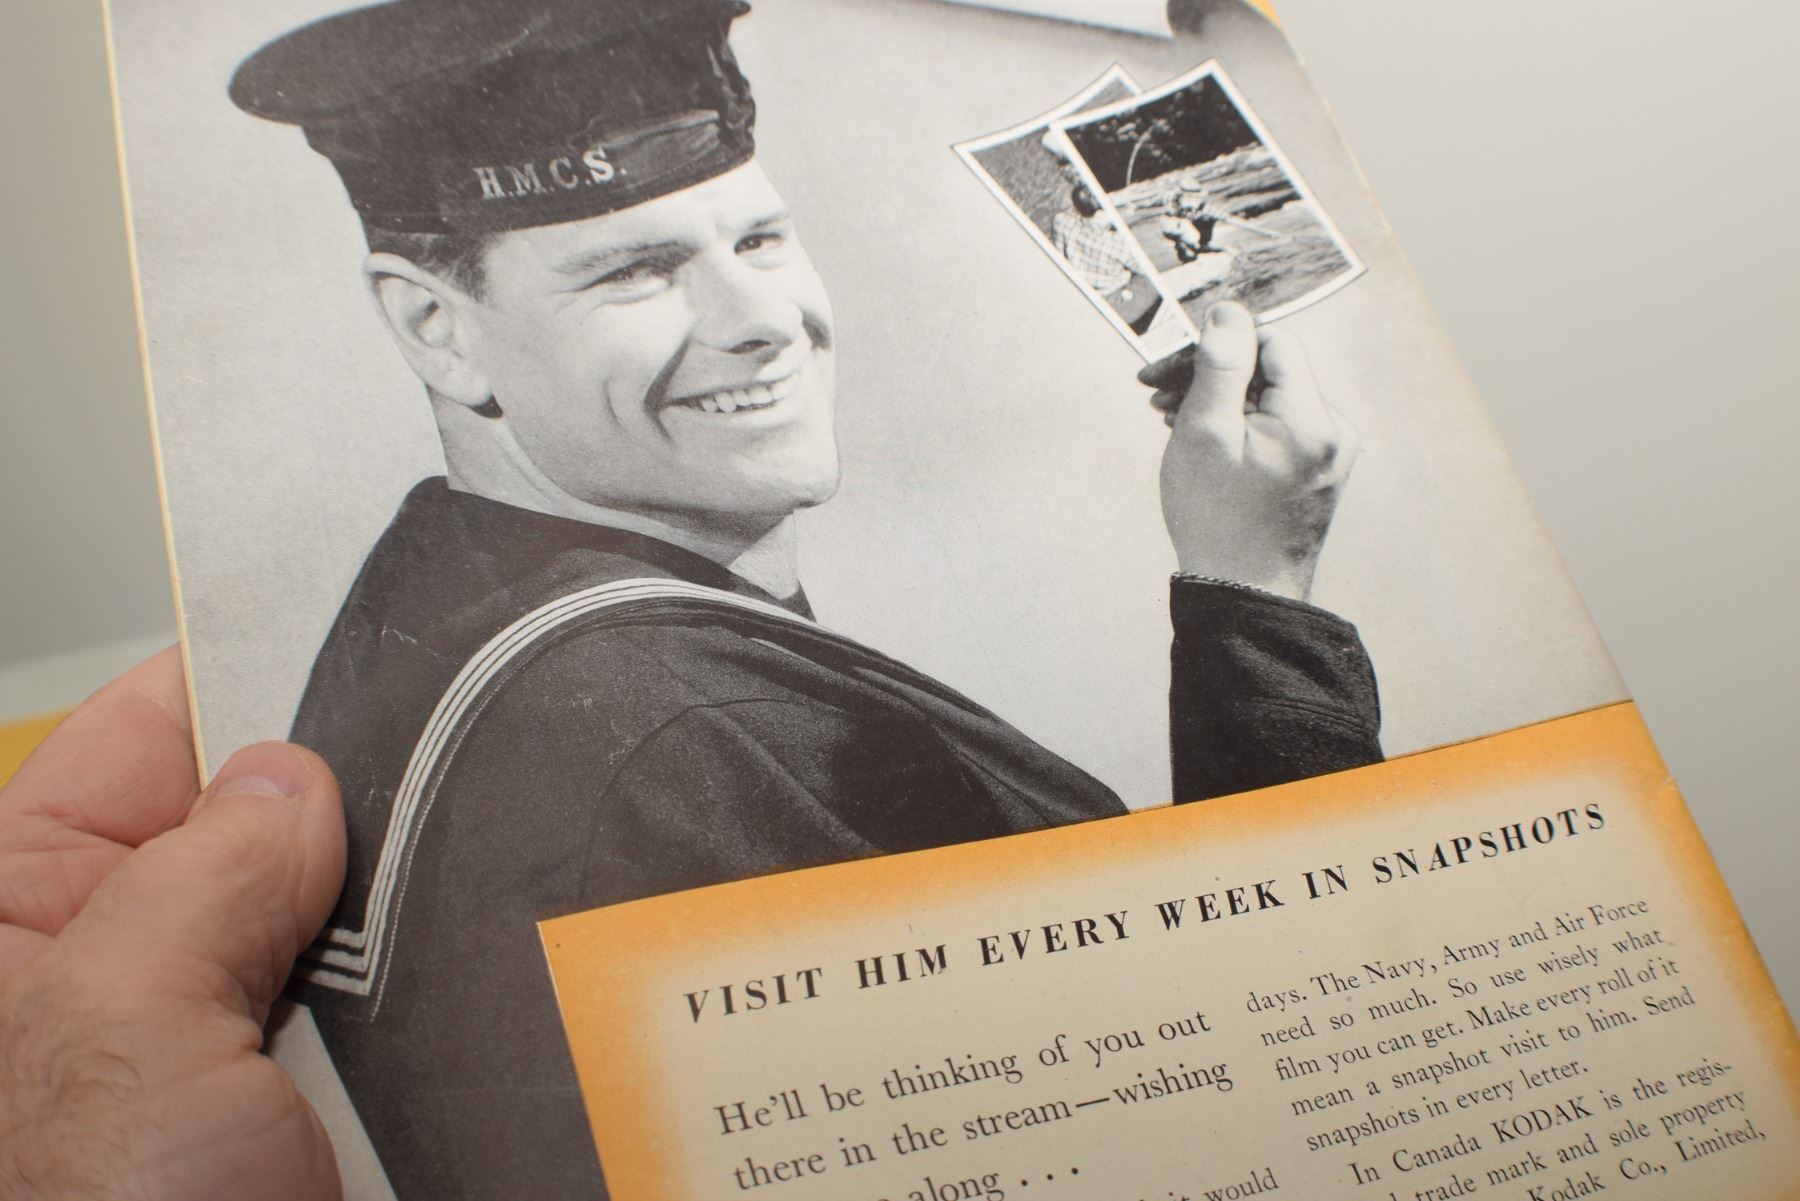 H.M.C.S.
VISIT HIM EVERY WEEK IN SNAPSHOTS
He'll be thinking of you out
there in the stream—wishing
along . . .
it would
days. The Navy, Army and Air Force
need so much. So use wisely what
film you can get. Make every roll of it
mean a snapshot visit to him. Send
snapshots in every letter.
In Canada KODAK is the regis-
trade mark and sole property
Kodak Co., Limited,